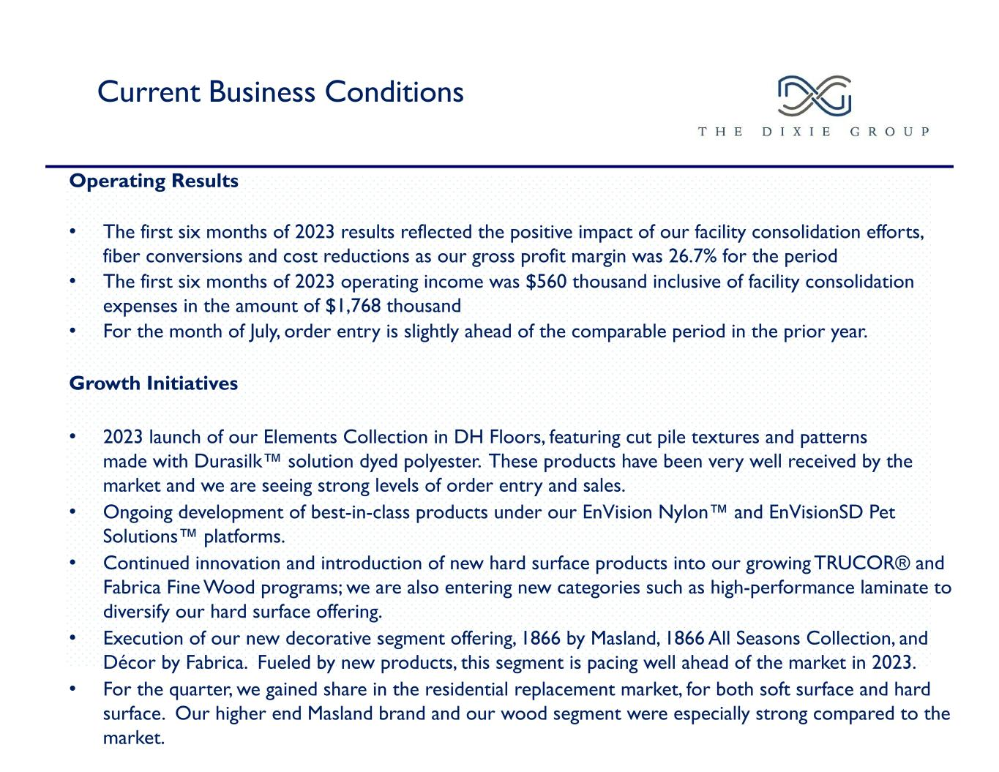 Current Business Conditions
THE DIXIE GROUP
Operating Results
• The first six months of 2023 results reflected the positive impact of our facility consolidation efforts,
fiber conversions and cost reductions as our gross profit margin was 26.7% for the period
• The first six months of 2023 operating income was $560 thousand inclusive of facility consolidation
expenses in the amount of $1,768 thousand
• For the month of July, order entry is slightly ahead of the comparable period in the prior year.
Growth Initiatives
• 2023 launch of our Elements Collection in DH Floors, featuring cut pile textures and patterns
made with Durasilk™ solution dyed polyester. These products have been very well received by the
market and we are seeing strong levels of order entry and sales.
• Ongoing development of best-in-class products under our EnVision Nylon™ and EnVisionSD Pet
Solutions™ platforms.
• Continued innovation and introduction of new hard surface products into our growing TRUCOR® and
Fabrica Fine Wood programs; we are also entering new categories such as high-performance laminate to
diversify our hard surface offering.
• Execution of our new decorative segment offering, 1866 by Masland, 1866 All Seasons Collection, and
Décor by Fabrica. Fueled by new products, this segment is pacing well ahead of the market in 2023.
• For the quarter, we gained share in the residential replacement market, for both soft surface and hard
surface. Our higher end Masland brand and our wood segment were especially strong compared to the
market.